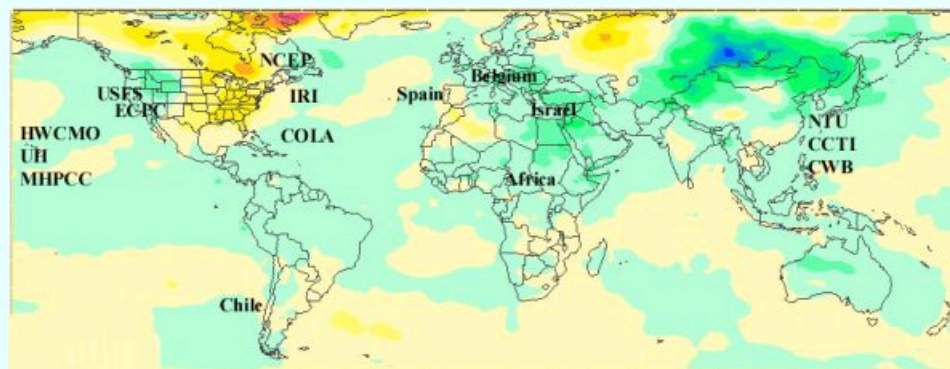 NCEP
Belgium
USFS
IRI
Spain
ECPC
Israel
NTU
HWCMO
COLA
CCTI
UH
CWB
MHPCC
Africa
Chile